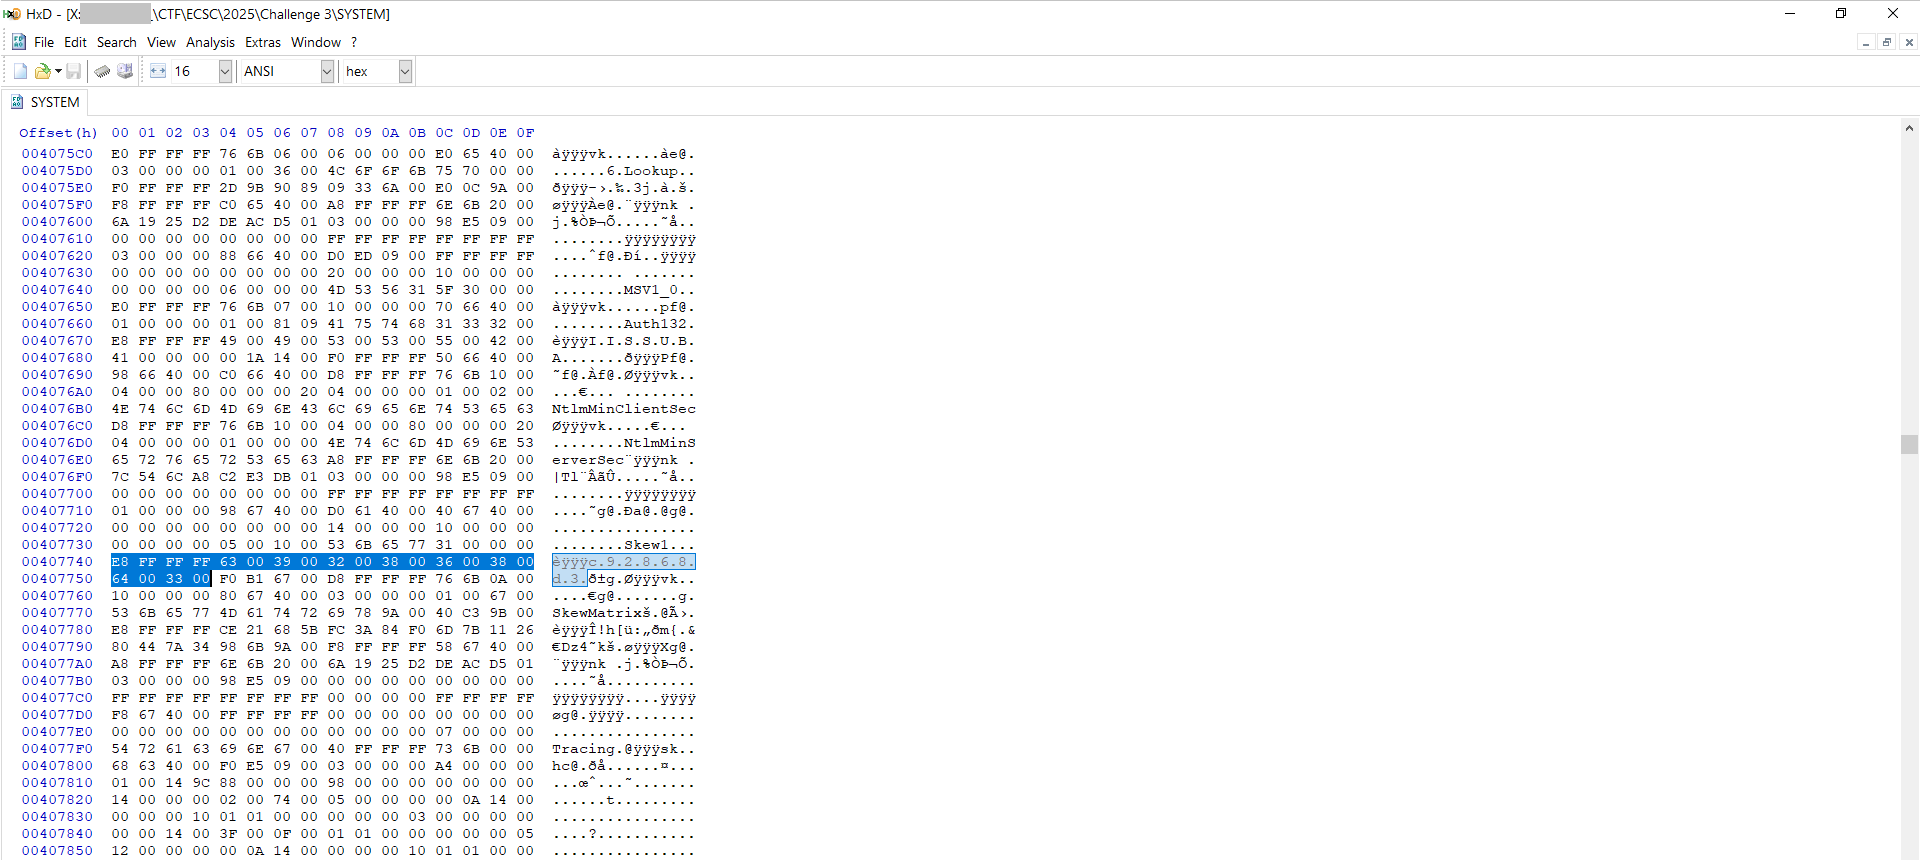 HxD - [X:\CTF\ECSC\2025\Challenge 3\SYSTEM]
File Edit Search View Analysis Extras Window ?
16 ANSI hex
SYSTEM
Offset(h) 00 01 02 03 04 05 06 07 08 09 0A 0B 0C 0D 0E 0F
004075C0 E0 FF FF FF 76 6B 06 00 06 00 00 00 E0 65 40 00 àÿÿÿvk......àe@.
004075D0 03 00 00 00 01 00 36 00 4C 6F 6F 6B 75 70 00 00 ......6.Lookup..
004075E0 F0 FF FF FF 2D 9B 90 89 09 33 6A 00 E0 0C 9A 00 ðÿÿÿ-›.‰.3j.à.š.
004075F0 F8 FF FF FF C0 65 40 00 A8 FF FF FF 6E 6B 20 00 øÿÿÿÀe@.¨ÿÿÿnk .
00407600 6A 19 25 D2 DE AC D5 01 03 00 00 00 98 E5 09 00 j.%ÒÞ¬Õ.....˜å..
00407610 00 00 00 00 00 00 00 00 FF FF FF FF FF FF FF FF ........ÿÿÿÿÿÿÿÿ
00407620 03 00 00 00 88 66 40 00 D0 ED 09 00 FF FF FF FF ....ˆf@.Ðí..ÿÿÿÿ
00407630 00 00 00 00 00 00 00 00 20 00 00 00 10 00 00 00 ........ .......
00407640 00 00 00 00 06 00 00 00 4D 53 56 31 5F 30 00 00 ........MSV1_0..
00407650 E0 FF FF FF 76 6B 07 00 10 00 00 00 70 66 40 00 àÿÿÿvk......pf@.
00407660 01 00 00 00 01 00 81 09 41 75 74 68 31 33 32 00 ........Auth132.
00407670 E8 FF FF FF 49 00 49 00 53 00 53 00 55 00 42 00 èÿÿÿI.I.S.S.U.B.
00407680 41 00 00 00 00 1A 14 00 F0 FF FF FF 50 66 40 00 A.......ðÿÿÿPf@.
00407690 98 66 40 00 C0 66 40 00 D8 FF FF FF 76 6B 10 00 ˜f@.Àf@.Øÿÿÿvk..
004076A0 04 00 00 80 00 00 00 20 04 00 00 00 01 00 02 00 ...€... ........
004076B0 4E 74 6C 6D 4D 69 6E 43 6C 69 65 6E 74 53 65 63 NtlmMinClientSec
004076C0 D8 FF FF FF 76 6B 10 00 04 00 00 80 00 00 00 20 Øÿÿÿvk.....€...
004076D0 04 00 00 00 01 00 00 00 4E 74 6C 6D 4D 69 6E 53 ........NtlmMinS
004076E0 65 72 76 65 72 53 65 63 A8 FF FF FF 6E 6B 20 00 erverSec¨ÿÿÿnk .
004076F0 7C 54 6C A8 C2 E3 DB 01 03 00 00 00 98 E5 09 00 |Tl¨ÂãÛ.....˜å..
00407700 00 00 00 00 00 00 00 00 FF FF FF FF FF FF FF FF ........ÿÿÿÿÿÿÿÿ
00407710 01 00 00 00 98 67 40 00 D0 61 40 00 40 67 40 00 ....˜g@.Ða@.@g@.
00407720 00 00 00 00 00 00 00 00 14 00 00 00 10 00 00 00 ................
00407730 00 00 00 00 05 00 10 00 53 6B 65 77 31 00 00 00 ........Skew1...
00407740 E8 FF FF FF 63 00 39 00 32 00 38 00 36 00 38 00 èÿÿÿc.9.2.8.6.8.
00407750 64 00 33 00 F0 B1 67 00 D8 FF FF FF 76 6B 0A 00 d.3.ð±g.Øÿÿÿvk..
00407760 10 00 00 00 80 67 40 00 03 00 00 00 01 00 67 00 ....€g@.......g.
00407770 53 6B 65 77 4D 61 74 72 69 78 9A 00 40 C3 9B 00 SkewMatrixš.@Ã›.
00407780 E8 FF FF FF CE 21 68 5B FC 3A 84 F0 6D 7B 11 26 èÿÿÿÎ!h[ü:„ðm{.&
00407790 80 44 7A 34 98 6B 9A 00 F8 FF FF FF 58 67 40 00 €Dz4˜kš.øÿÿÿXg@.
004077A0 A8 FF FF FF 6E 6B 20 00 6A 19 25 D2 DE AC D5 01 ¨ÿÿÿnk .j.%ÒÞ¬Õ.
004077B0 03 00 00 00 98 E5 09 00 00 00 00 00 00 00 00 00 ....˜å..........
004077C0 FF FF FF FF FF FF FF FF 00 00 00 00 FF FF FF FF ÿÿÿÿÿÿÿÿ....ÿÿÿÿ
004077D0 F8 67 40 00 FF FF FF FF 00 00 00 00 00 00 00 00 øg@.ÿÿÿÿ........
004077E0 00 00 00 00 00 00 00 00 00 00 00 00 07 00 00 00 ................
004077F0 54 72 61 63 69 6E 67 00 40 FF FF FF 73 6B 00 00 Tracing.@ÿÿÿsk..
00407800 68 63 40 00 F0 E5 09 00 03 00 00 00 A4 00 00 00 hc@.ðå......¤...
00407810 01 00 14 9C 88 00 00 00 98 00 00 00 00 00 00 00 ...œˆ...˜.......
00407820 14 00 00 00 02 00 74 00 05 00 00 00 00 0A 14 00 ......t.........
00407830 00 00 00 10 01 01 00 00 00 00 00 03 00 00 00 00 ................
00407840 00 00 14 00 3F 00 0F 00 01 01 00 00 00 00 00 05 ....?...........
00407850 12 00 00 00 00 0A 14 00 00 00 00 10 01 01 00 00 ................